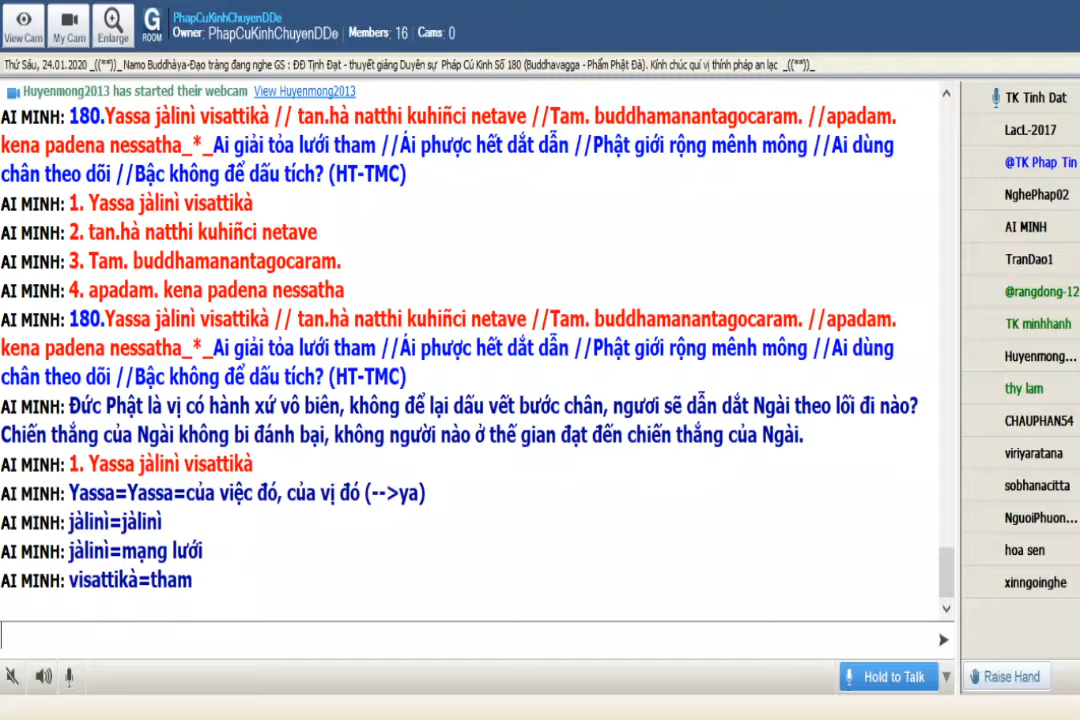 View Cam
My Cam
Enlarge
G
ROOM
PhapCuKinhChuyenDDe
Owner: PhapCuKinhChuyenDDe Members: 16 Cams: 0
Thứ Sáu, 24.01.2020 _((**))_Namo Buddhàya-Đạo tràng đang nghe GS : ĐĐ Tịnh Đạt - thuyết giảng Duyên sự Pháp Cú Kinh Số 180 (Buddhavagga - Phẩm Phật Đà). Kính chúc quí vị thính pháp an lạc _((**))_
Huyenmong2013 has started their webcam View Huyenmong2013
AI MINH: 180.Yassa jàlinì visattikà // tan.hà natthi kuhiñci netave //Tam. buddhamanantagocaram. //apadam.
kena padena nessatha_*_Ai giải tỏa lưới tham //Ái phược hết dắt dẫn //Phật giới rộng mênh mông //Ai dùng
chân theo dõi //Bậc không để dấu tích? (HT-TMC)
AI MINH: 1. Yassa jàlinì visattikà
AI MINH: 2. tan.hà natthi kuhiñci netave
AI MINH: 3. Tam. buddhamanantagocaram.
AI MINH: 4. apadam. kena padena nessatha
AI MINH: 180.Yassa jàlinì visattikà // tan.hà natthi kuhiñci netave //Tam. buddhamanantagocaram. //apadam.
kena padena nessatha_*_Ai giải tỏa lưới tham //Ái phược hết dắt dẫn //Phật giới rộng mênh mông //Ai dùng
chân theo dõi //Bậc không để dấu tích? (HT-TMC)
AI MINH: Đức Phật là vị có hành xứ vô biên, không để lại dấu vết bước chân, ngươi sẽ dẫn dắt Ngài theo lối đi nào?
Chiến thắng của Ngài không bi đánh bại, không người nào ở thế gian đạt đến chiến thắng của Ngài.
AI MINH: 1. Yassa jàlinì visattikà
AI MINH: Yassa=Yassa=của việc đó, của vị đó (-->ya)
AI MINH: jàlinì=jàlinì
AI MINH: jàlinì=mạng lưới
AI MINH: visattikà=tham
TK Tinh Dat
LacL-2017
@TK Phap Tin
NghePhap02
AI MINH
TranDao1
@rangdong-12
TK minhhanh
Huyenmong...
thy lam
CHAUPHAN54
viriyaratana
sobhanacitta
NguoiPhuon...
hoa sen
xinngoinghe
Hold to Talk
Raise Hand